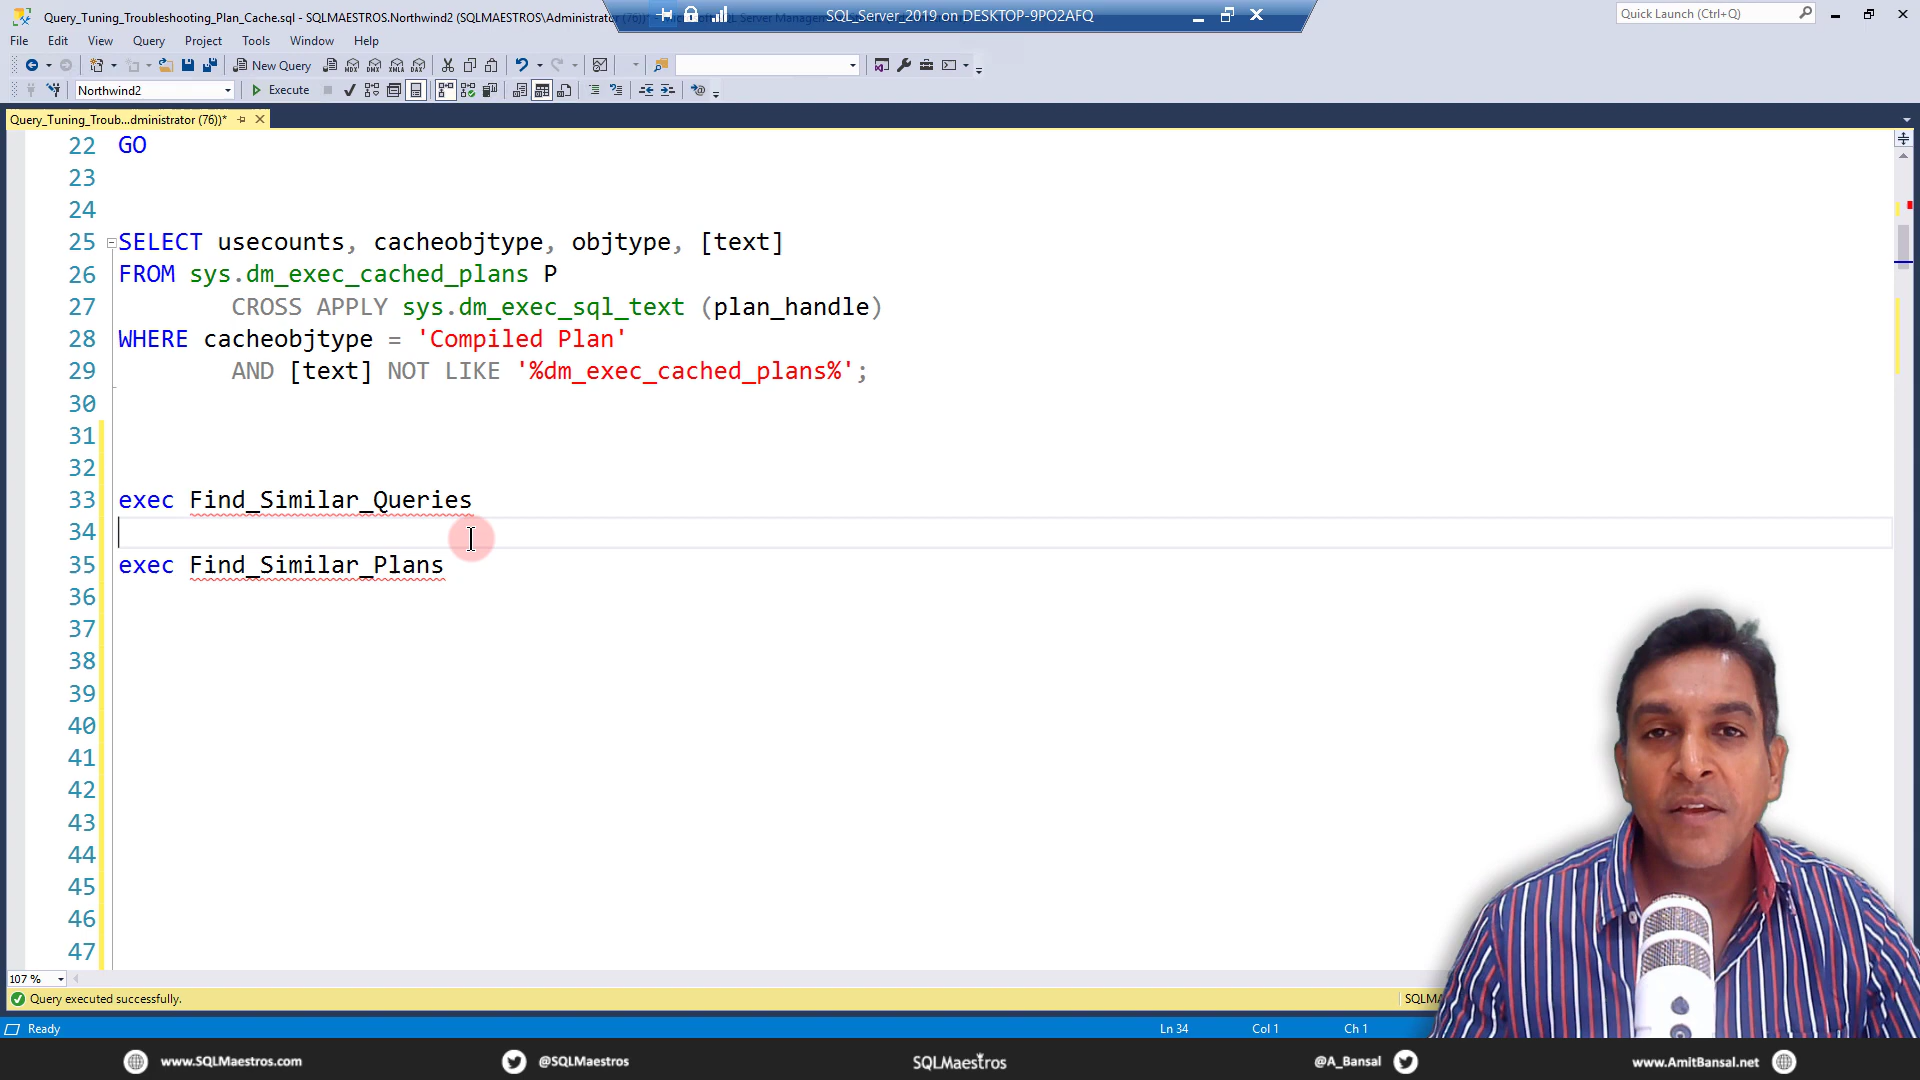 Query_Tuning_Troubleshooting_Plan_Cache.sql - SQLMAESTROS.Northwind2 (SQLMAESTROS\Administrator (76))*
SQL_Server_2019 on DESKTOP-9PO2AFQ
Quick Launch (Ctrl+Q)
File Edit View Query Project Tools Window Help
New Query
Northwind2
Execute
Query_Tuning_Troub...dministrator (76))*
22 GO
23
24
25 SELECT usecounts, cacheobjtype, objtype, [text]
26 FROM sys.dm_exec_cached_plans P
27 CROSS APPLY sys.dm_exec_sql_text (plan_handle)
28 WHERE cacheobjtype = 'Compiled Plan'
29 AND [text] NOT LIKE '%dm_exec_cached_plans%';
30
31
32
33 exec Find_Similar_Queries
34
35 exec Find_Similar_Plans
36
37
38
39
40
41
42
43
44
45
46
47
107 %
Query executed successfully.
SQLMA
Ready
Ln 34 Col 1 Ch 1
www.SQLMaestros.com
@SQLMaestros
SQLMaestros
@A_Bansal
www.AmitBansal.net